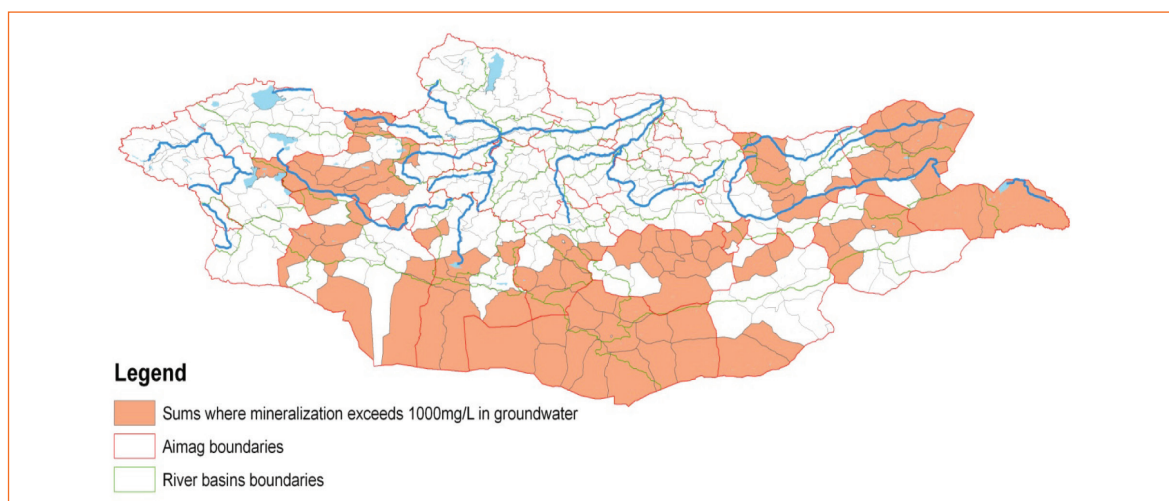 Legend
Sums where mineralization exceeds 1000mg/L in groundwater
Aimag boundaries
River basins boundaries